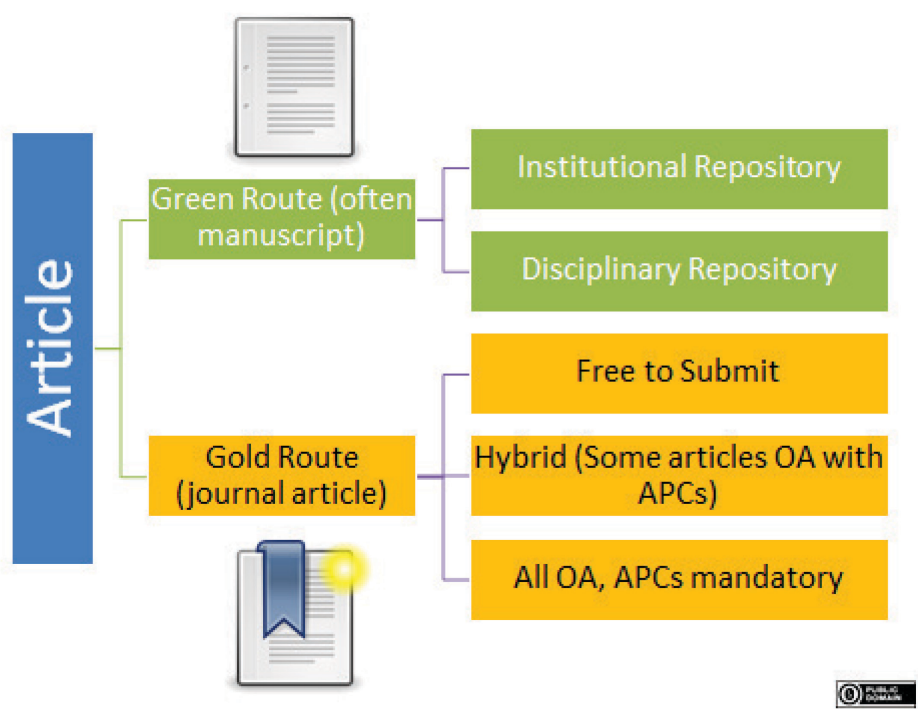 Article
Green Route (often
manuscript)
Institutional Repository
Disciplinary Repository
Gold Route
(journal article)
Free to Submit
Hybrid (Some articles OA with
APCs)
All OA, APCs mandatory
PUBLIC
DOMAIN